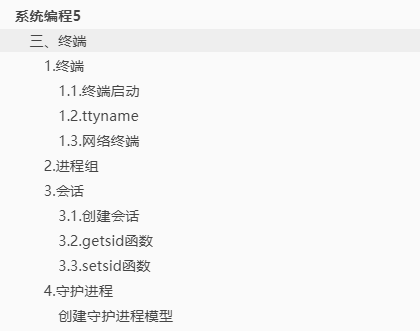 系统编程5
三、终端
1.终端
1.1.终端启动
1.2.ttyname
1.3.网络终端
2.进程组
3.会话
3.1.创建会话
3.2.getsid函数
3.3.setsid函数
4.守护进程
创建守护进程模型